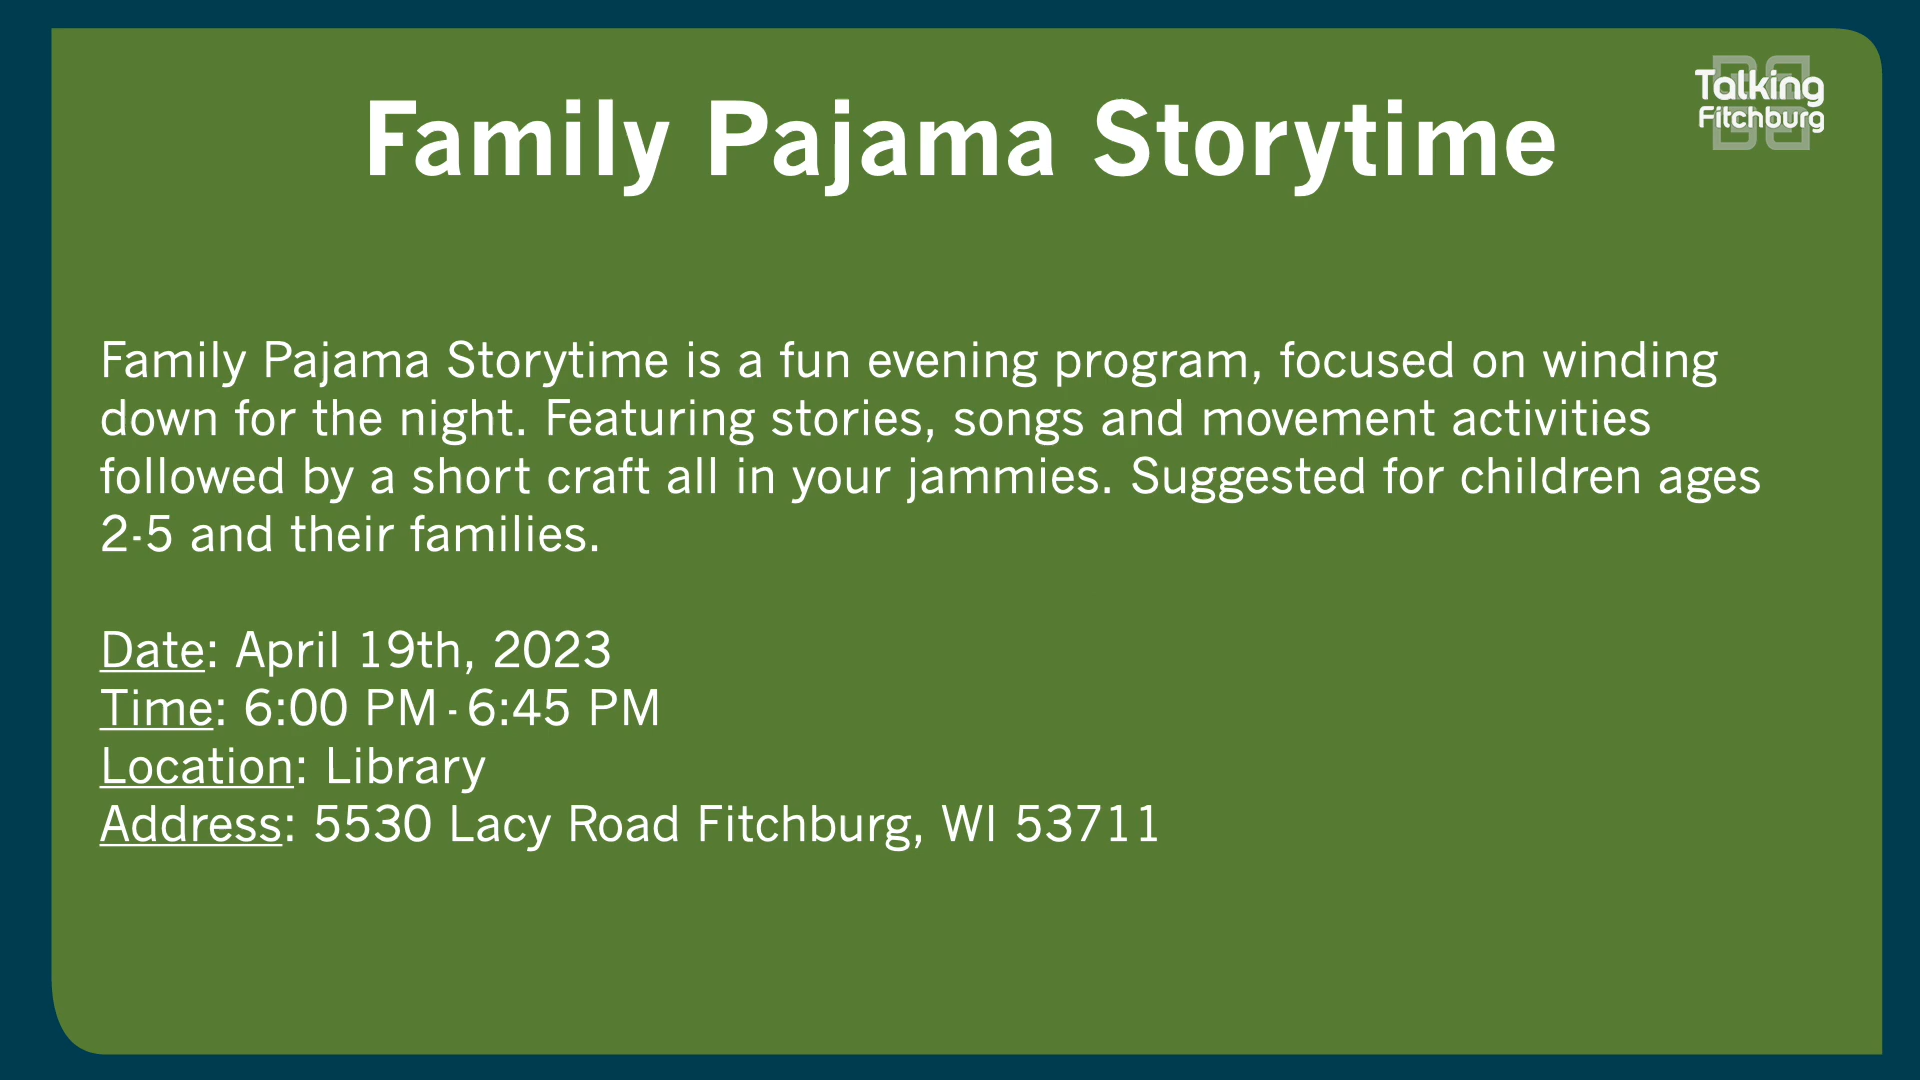 Talking
Fitchburg
Family Pajama Storytime
Family Pajama Storytime is a fun evening program, focused on winding
down for the night. Featuring stories, songs and movement activities
followed by a short craft all in your jammies. Suggested for children ages
2-5 and their families.
Date: April 19th, 2023
Time: 6:00 PM - 6:45 PM
Location: Library
Address: 5530 Lacy Road Fitchburg, WI 53711